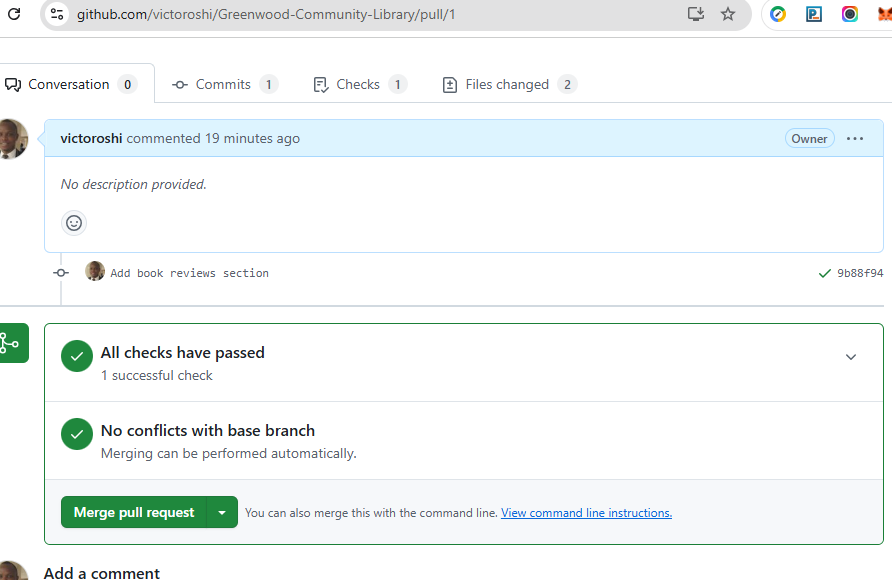 github.com/victoroshi/Greenwood-Community-Library/pull/1
Conversation 0 Commits 1 Checks 1 Files changed 2
victoroshi commented 19 minutes ago Owner
No description provided.
Add book reviews section 9b88f94
All checks have passed
1 successful check
No conflicts with base branch
Merging can be performed automatically.
Merge pull request You can also merge this with the command line. View command line instructions.
Add a comment